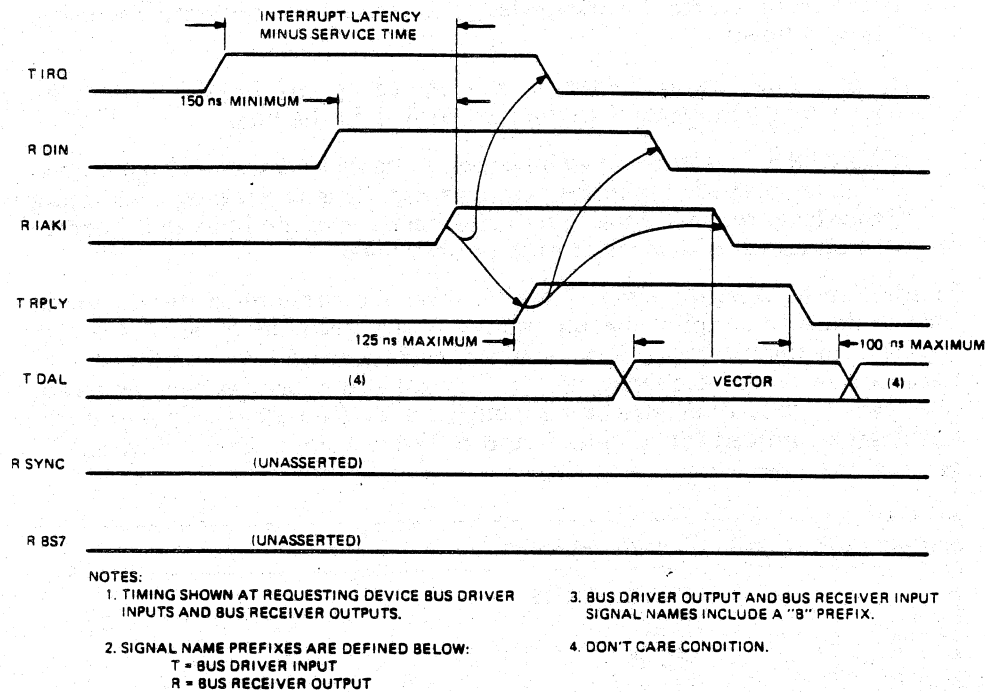 INTERRUPT LATENCY
MINUS SERVICE TIME
T IRQ
150 ns MINIMUM
R DIN
R IAKI
T RPLY
125 ns MAXIMUM
100 ns MAXIMUM
T DAL
(4)
VECTOR
(4)
R SYNC
(UNASSERTED)
R BS7
(UNASSERTED)
NOTES:
1. TIMING SHOWN AT REQUESTING DEVICE BUS DRIVER
INPUTS AND BUS RECEIVER OUTPUTS.
2. SIGNAL NAME PREFIXES ARE DEFINED BELOW:
T = BUS DRIVER INPUT
R = BUS RECEIVER OUTPUT
3. BUS DRIVER OUTPUT AND BUS RECEIVER INPUT
SIGNAL NAMES INCLUDE A "B" PREFIX.
4. DON'T CARE CONDITION.